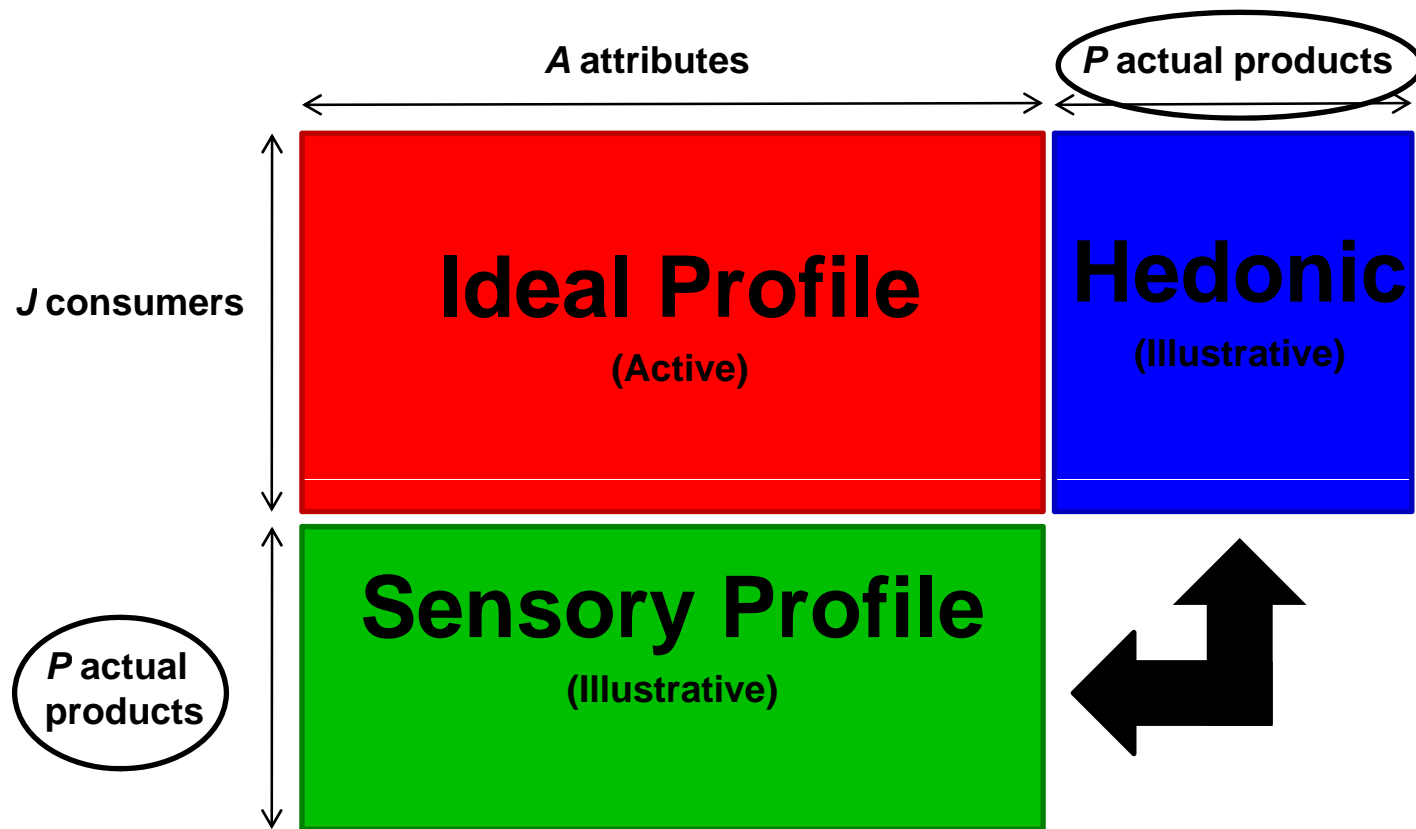 A attributes
P actual products
J consumers
Ideal Profile
(Active)
Hedonic
(Illustrative)
P actual
products
Sensory Profile
(Illustrative)